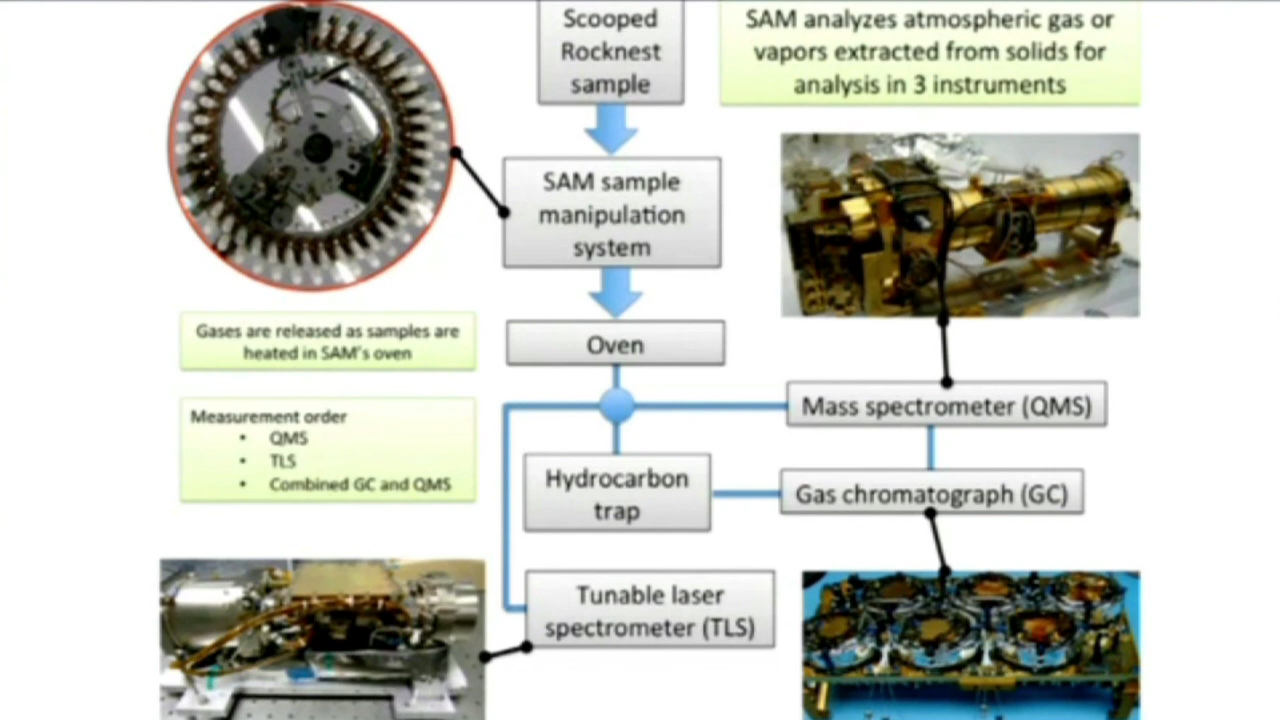 Scooped
Rocknest
sample
SAM analyzes atmospheric gas or
vapors extracted from solids for
analysis in 3 instruments
SAM sample
manipulation
system
Gases are released as samples are
heated in SAM's oven
Oven
Measurement order
• QMS
• TLS
• Combined GC and QMS
Mass spectrometer (QMS)
Hydrocarbon
trap
Gas chromatograph (GC)
Tunable laser
spectrometer (TLS)